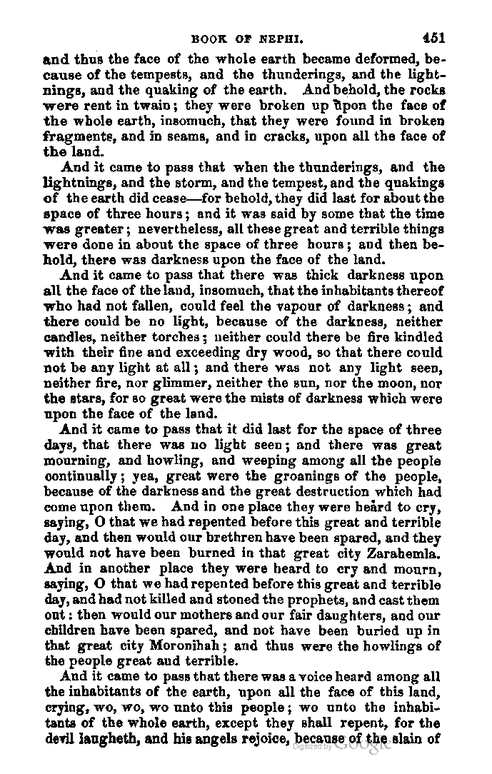 BOOK OF NEPHI. 451
and thus the face of the whole earth became deformed, be-
cause of the tempests, and the thunderings, and the light-
nings, and the quaking of the earth. And behold, the rocks
were rent in twain; they were broken up upon the face of
the whole earth, insomuch, that they were found in broken
fragments, and in seams, and in cracks, upon all the face of
the land.
And it came to pass that when the thunderings, and the
lightnings, and the storm, and the tempest, and the quakings
of the earth did cease—for behold, they did last for about the
space of three hours; and it was said by some that the time
was greater; nevertheless, all these great and terrible things
were done in about the space of three hours; and then be-
hold, there was darkness upon the face of the land.
And it came to pass that there was thick darkness upon
all the face of the land, insomuch, that the inhabitants thereof
who had not fallen, could feel the vapour of darkness; and
there could be no light, because of the darkness, neither
candles, neither torches; neither could there be fire kindled
with their fine and exceeding dry wood, so that there could
not be any light at all; and there was not any light seen,
neither fire, nor glimmer, neither the sun, nor the moon, nor
the stars, for so great were the mists of darkness which were
upon the face of the land.
And it came to pass that it did last for the space of three
days, that there was no light seen; and there was great
mourning, and howling, and weeping among all the people
continually; yea, great were the groanings of the people,
because of the darkness and the great destruction which had
come upon them. And in one place they were heard to cry,
saying, O that we had repented before this great and terrible
day, and then would our brethren have been spared, and they
would not have been burned in that great city Zarahemla.
And in another place they were heard to cry and mourn,
saying, O that we had repented before this great and terrible
day, and had not killed and stoned the prophets, and cast them
out: then would our mothers and our fair daughters, and our
children have been spared, and not have been buried up in
that great city Moronihah; and thus were the howlings of
the people great and terrible.
And it came to pass that there was a voice heard among all
the inhabitants of the earth, upon all the face of this land,
crying, wo, wo, wo unto this people; wo unto the inhabi-
tants of the whole earth, except they shall repent, for the
devil laugheth, and his angels rejoice, because of the slain of
Digitized by Google